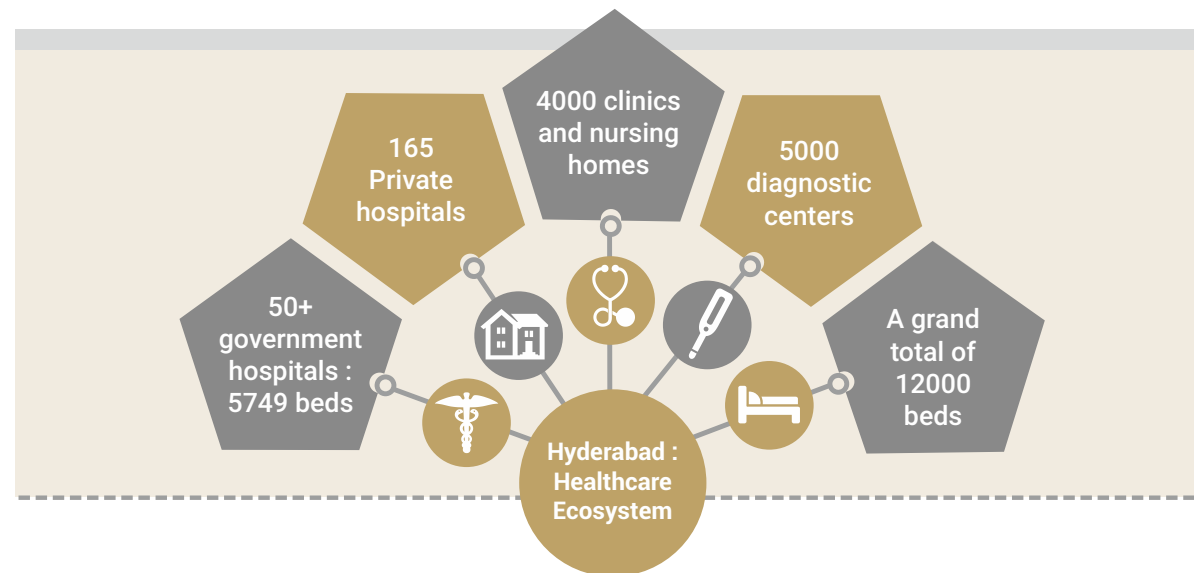 50+
government
hospitals :
5749 beds
165
Private
hospitals
4000 clinics
and nursing
homes
5000
diagnostic
centers
A grand
total of
12000
beds
Hyderabad :
Healthcare
Ecosystem